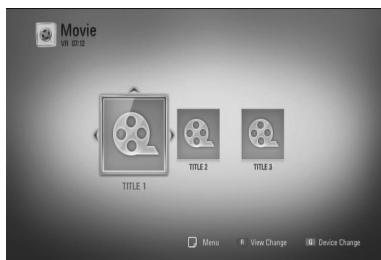 Movie
VR 07:12
TITLE 1
TITLE 2
TITLE 3
Menu
R View Change
G Device Change